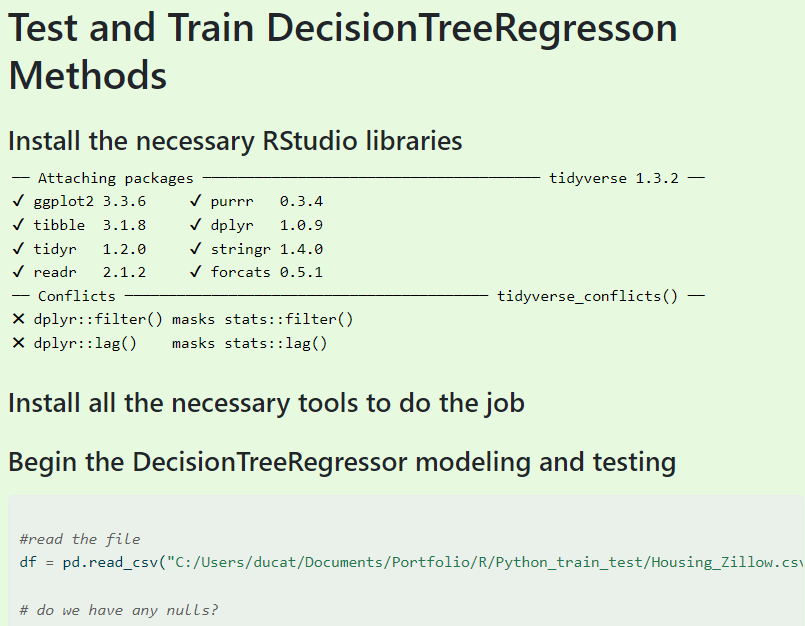 Test and Train DecisionTreeRegresson
Methods
Install the necessary RStudio libraries
── Attaching packages ─────────────────────────────────────── tidyverse 1.3.2 ──
✔ ggplot2 3.3.6     ✔ purrr   0.3.4
✔ tibble  3.1.8     ✔ dplyr   1.0.9
✔ tidyr   1.2.0     ✔ stringr 1.4.0
✔ readr   2.1.2     ✔ forcats 0.5.1
── Conflicts ────────────────────────────────────────── tidyverse_conflicts() ──
✖ dplyr::filter() masks stats::filter()
✖ dplyr::lag()    masks stats::lag()
Install all the necessary tools to do the job
Begin the DecisionTreeRegressor modeling and testing
#read the file
df = pd.read_csv("C:/Users/ducat/Documents/Portfolio/R/Python_train_test/Housing_Zillow.csv
# do we have any nulls?